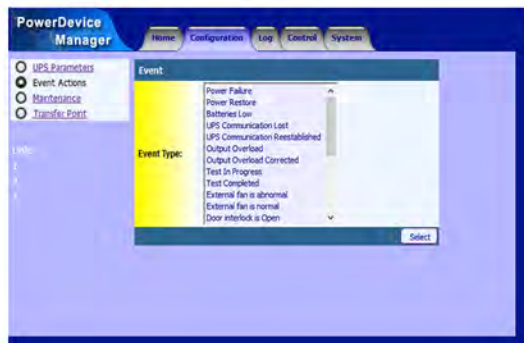 PowerDevice
Manager
Home Configuration Log Control System
UPS Parameters
Event Actions
Maintenance
Transfer Point
Event
Event Type:
Power Failure
Power Restore
Batteries Low
UPS Communication Lost
UPS Communication Reestablished
Output Overload
Output Overload Corrected
Test In Progress
Test Completed
External fan is abnormal
External fan is normal
Door interlock is Open
Select